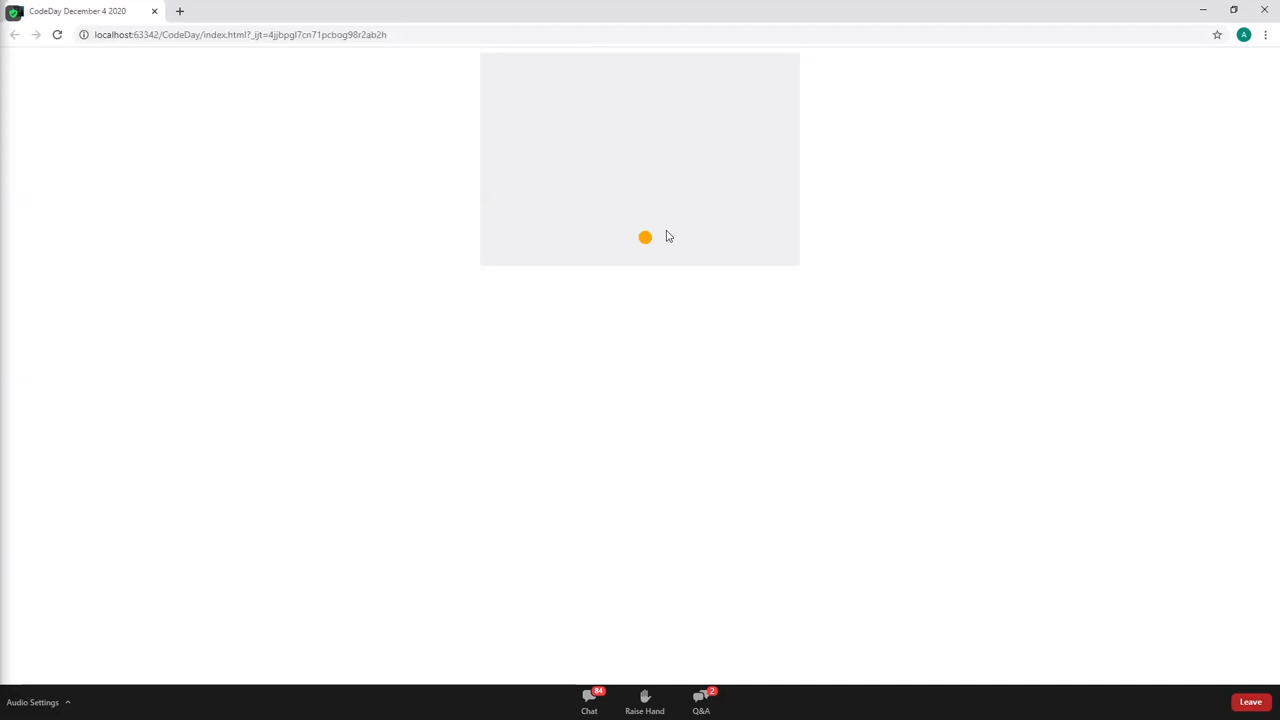 CodeDay December 4 2020
localhost:63342/CodeDay/index.html?_ijt=4jjbpgl7cn71pcbog98r2ab2h
A
Audio Settings
84
Chat
Raise Hand
2
Q&A
Leave